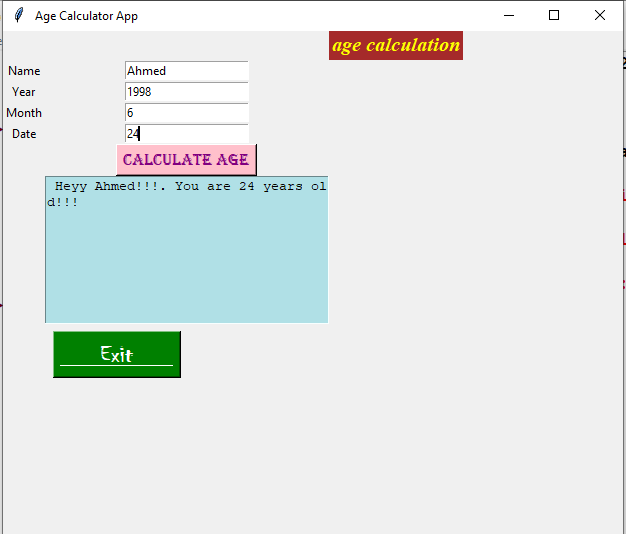 Age Calculator App
age calculation
Name Ahmed
Year 1998
Month 6
Date 24
CALCULATE AGE
Heyy Ahmed!!!. You are 24 years ol
d!!!
Exit